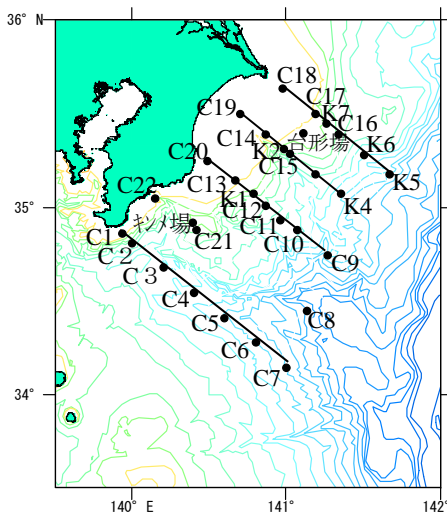 36° N
C18
C17
C19
K7
C16
C14
台形場
K2
K6
C20
C15
K5
C13
C22
K1
K4
35°
C12
キンメ場
C11
C1
C21
C10
C２
C9
C３
C4
C8
C5
C6
C7
34°
140° E
141°
142°